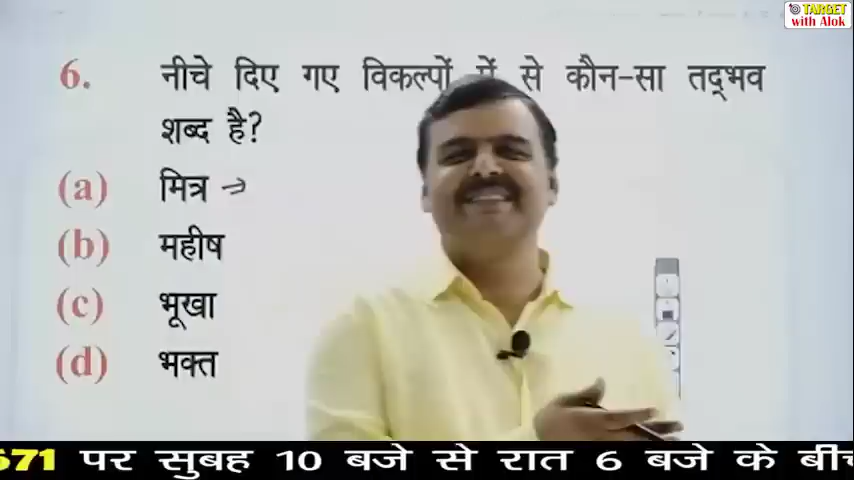 TARGET
with Alok
6. नीचे दिए गए विकल्पों में से कौन-सा तद्भव
शब्द है?
(a) मित्र →
(b) महीष
(c) भूखा
(d) भक्त
671 पर सुबह 10 बजे से रात 6 बजे के बीच